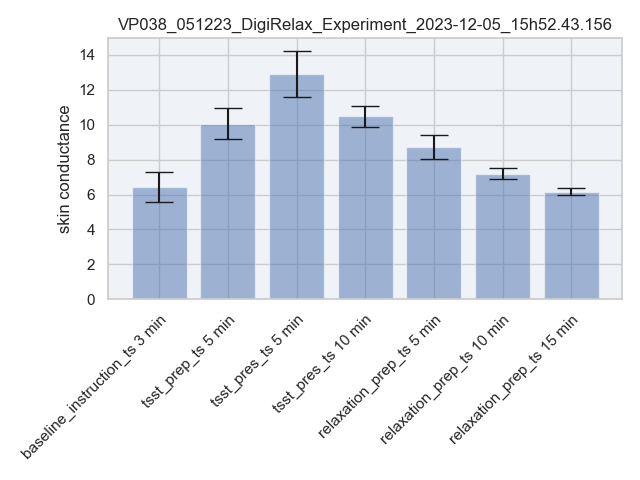 VP038_051223_DigiRelax_Experiment_2023-12-05_15h52.43.156
14
12
10
8
6
4
2
0
skin conductance
baseline_instruction_ts 3 min
tsst_prep_ts 5 min
tsst_pres_ts 5 min
tsst_pres_ts 10 min
relaxation_prep_ts 5 min
relaxation_prep_ts 10 min
relaxation_prep_ts 15 min